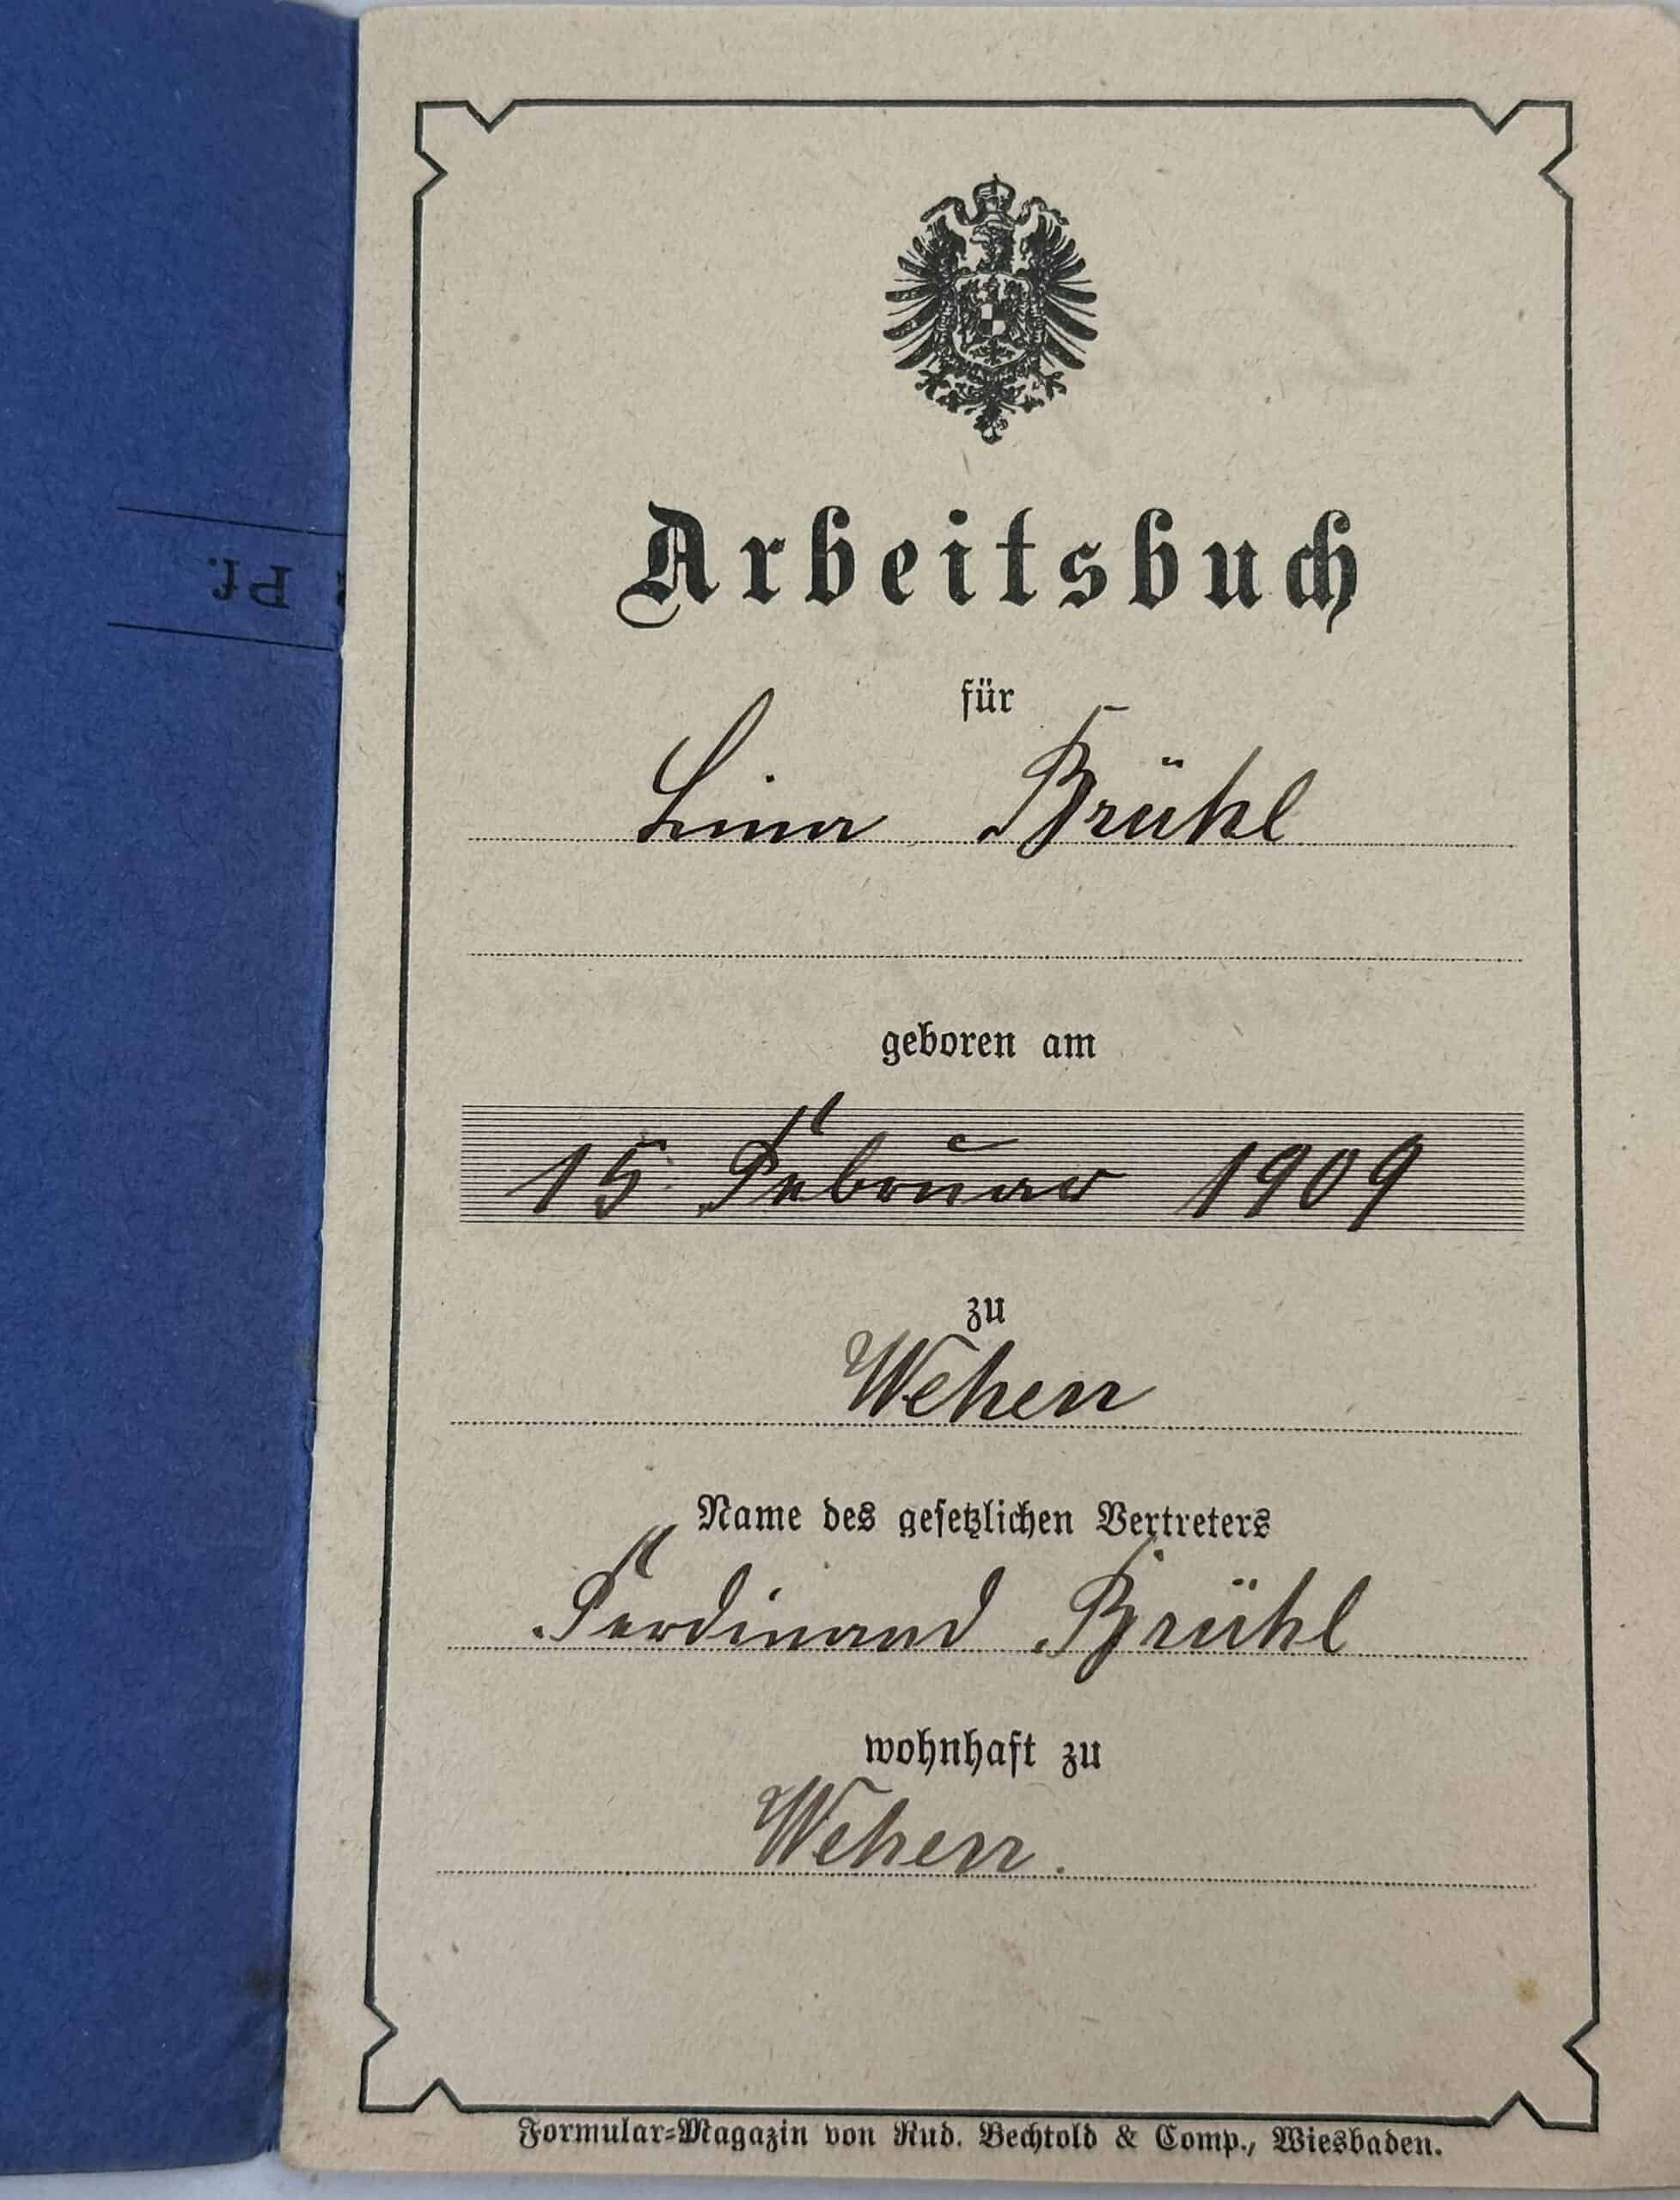 Pf.
Arbeitsbuch
für
Lina Brühl
geboren am
15. Februar 1909
zu
Wehen
Name des gesetzlichen Vertreters
Ferdinand Brühl
wohnhaft zu
Wehen.
Formular=Magazin von Rud. Bechtold & Comp., Wiesbaden.